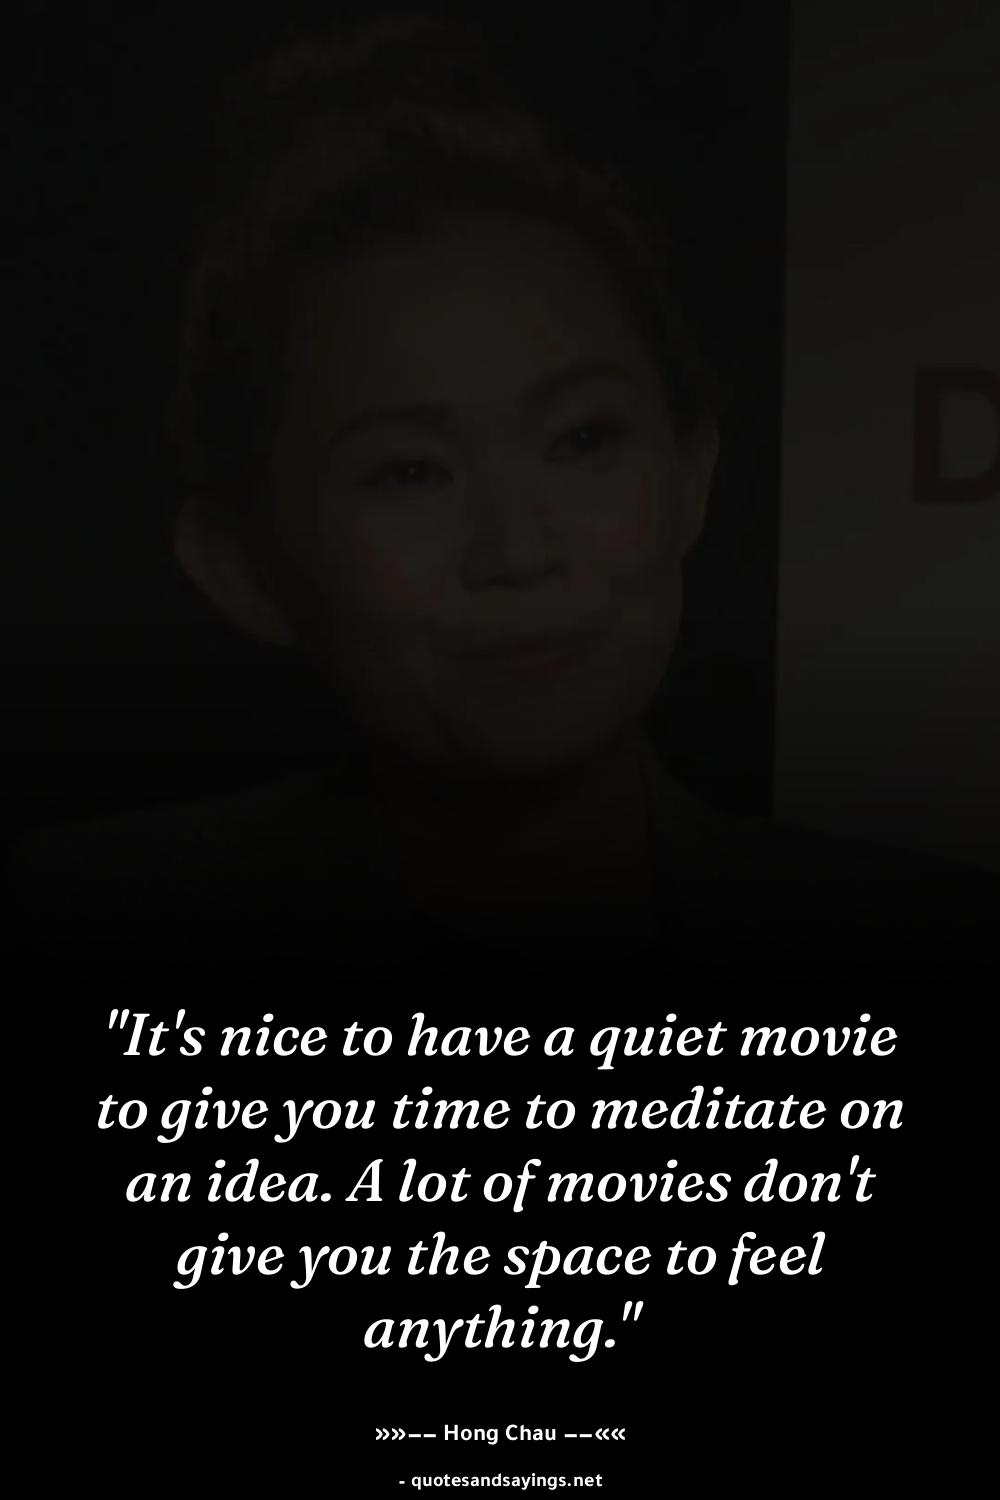 D
"It's nice to have a quiet movie
to give you time to meditate on
an idea. A lot of movies don't
give you the space to feel
anything."
»»–– Hong Chau ––««
- quotesandsayings.net